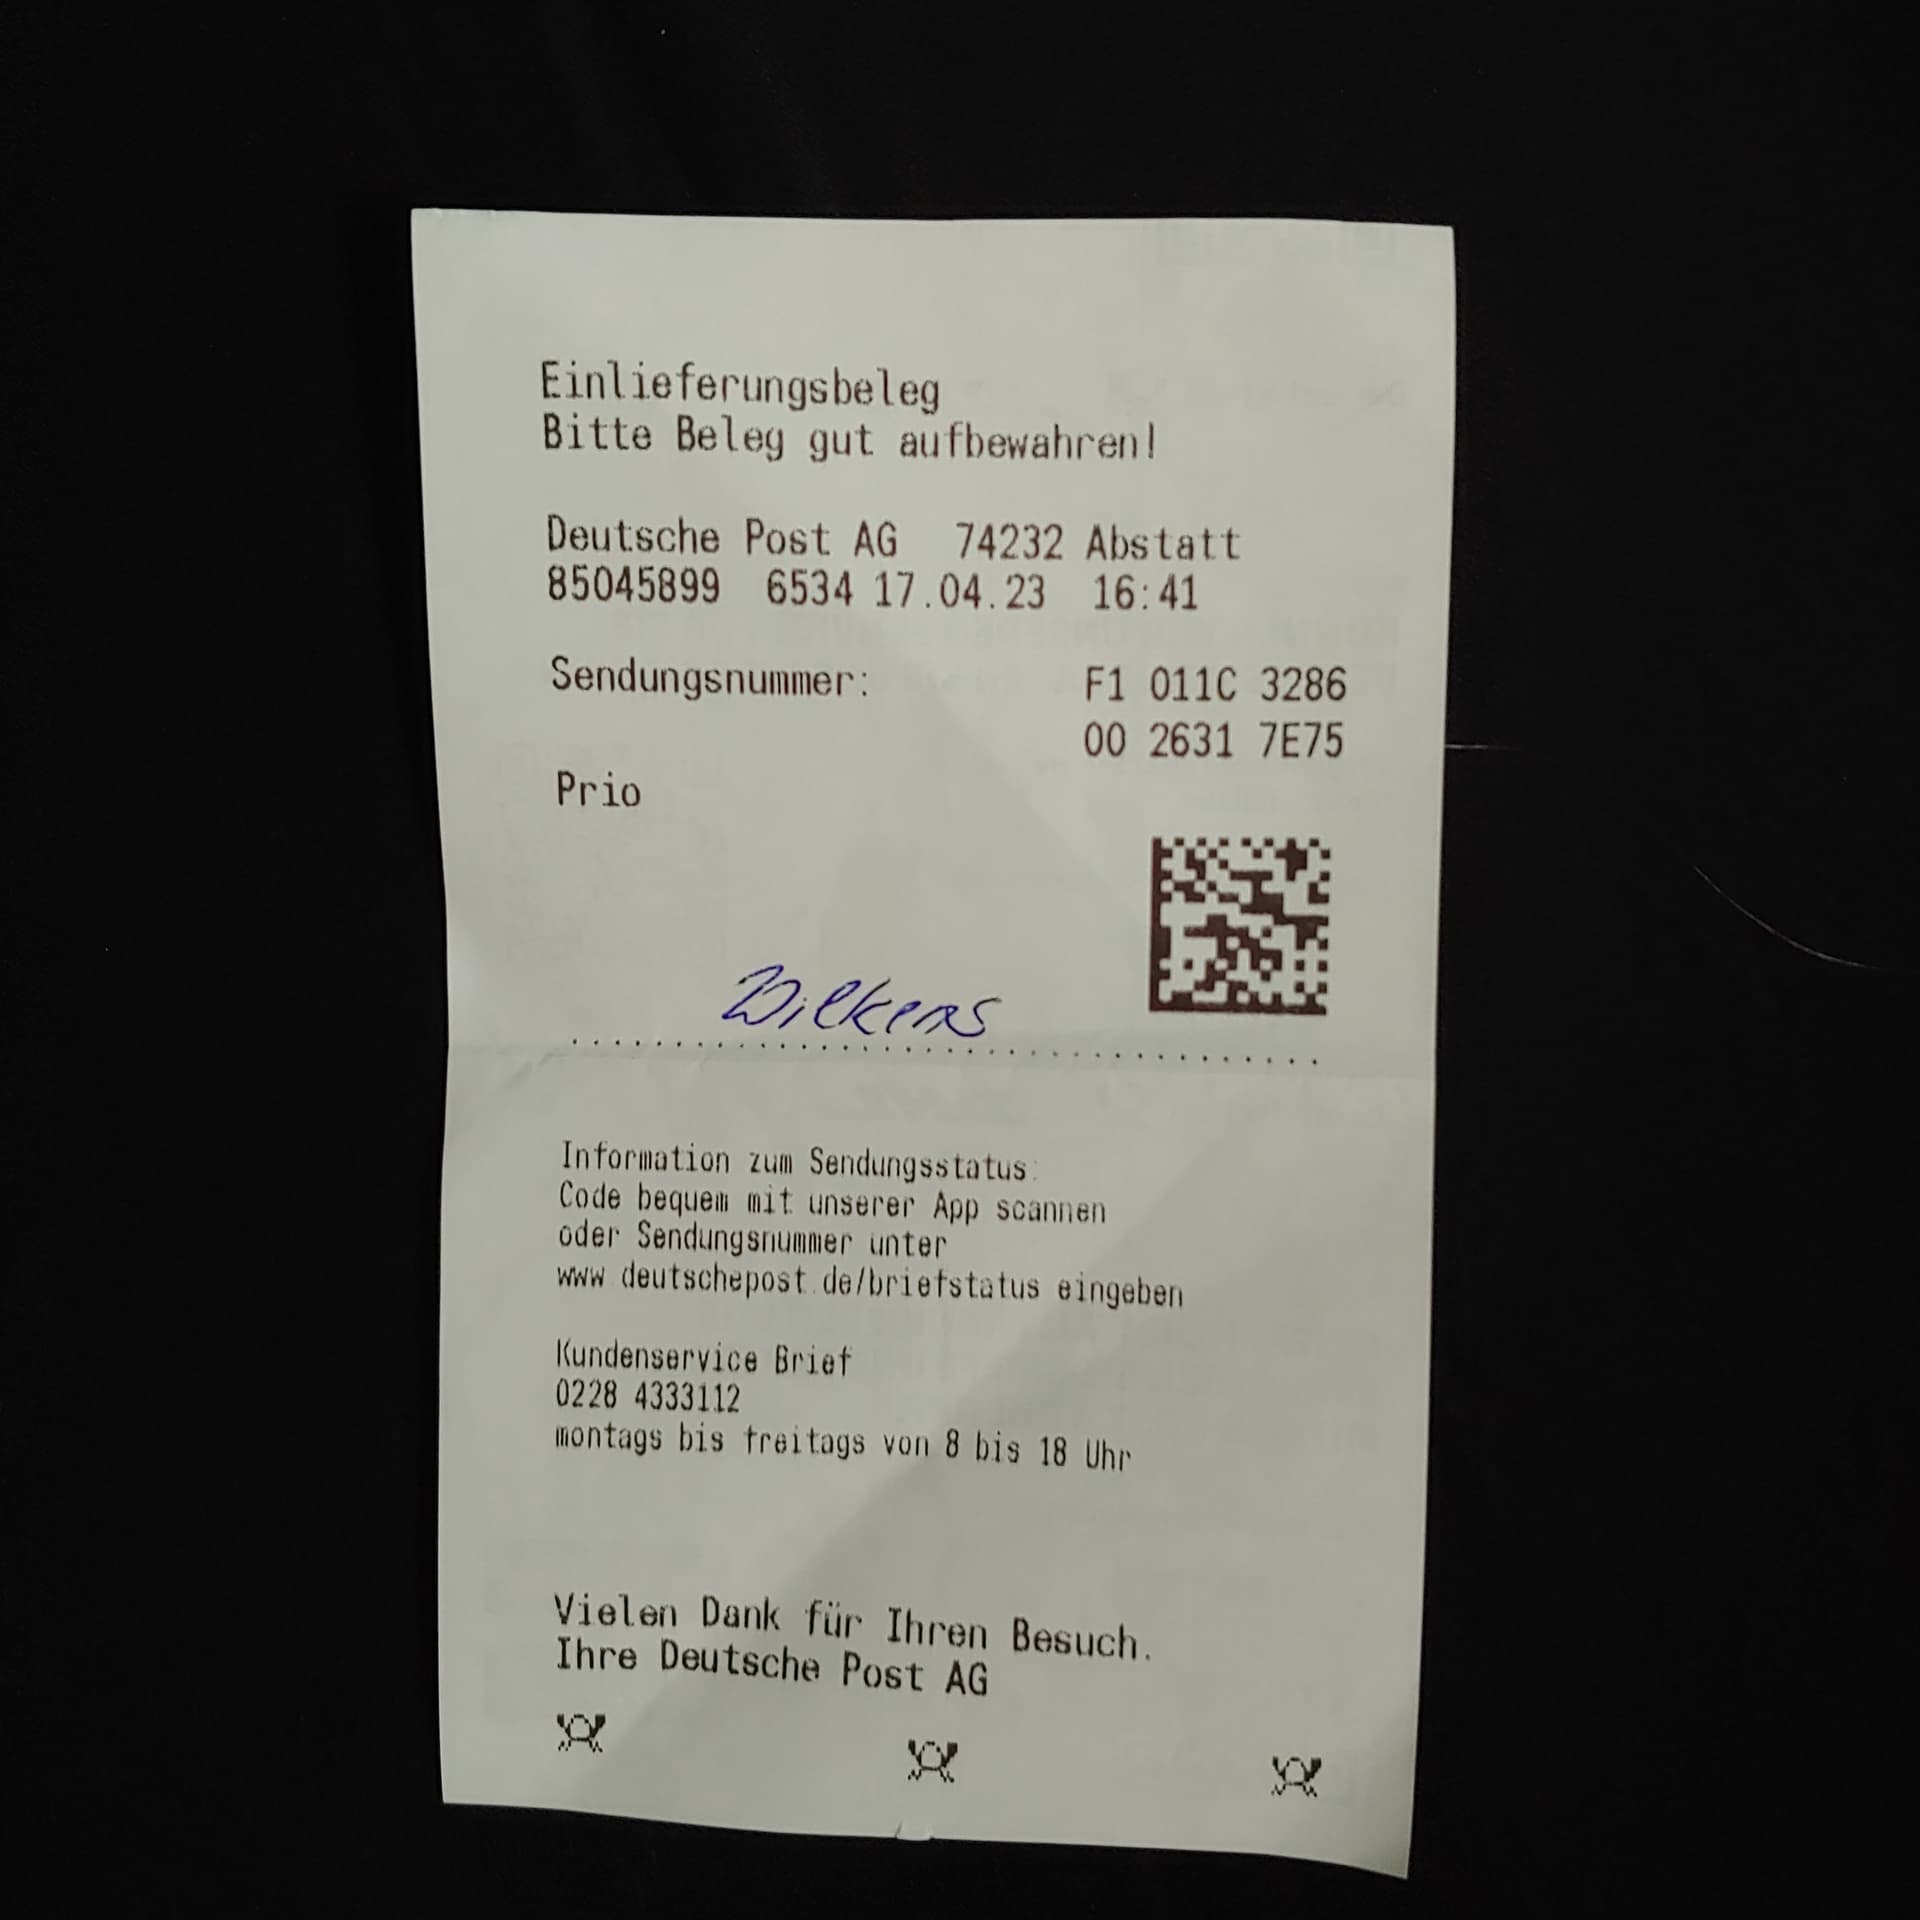 Einlieferungsbeleg
Bitte Beleg gut aufbewahren!
Deutsche Post AG 74232 Abstatt
85045899 6534 17.04.23 16:41
Sendungsnummer: F1 011C 3286
00 2631 7E75
Prio
Wilkens
Information zum Sendungsstatus:
Code bequem mit unserer App scannen
oder Sendungsnummer unter
www.deutschepost.de/briefstatus eingeben
Kundenservice Brief
0228 4333112
montags bis freitags von 8 bis 18 Uhr
Vielen Dank für Ihren Besuch.
Ihre Deutsche Post AG